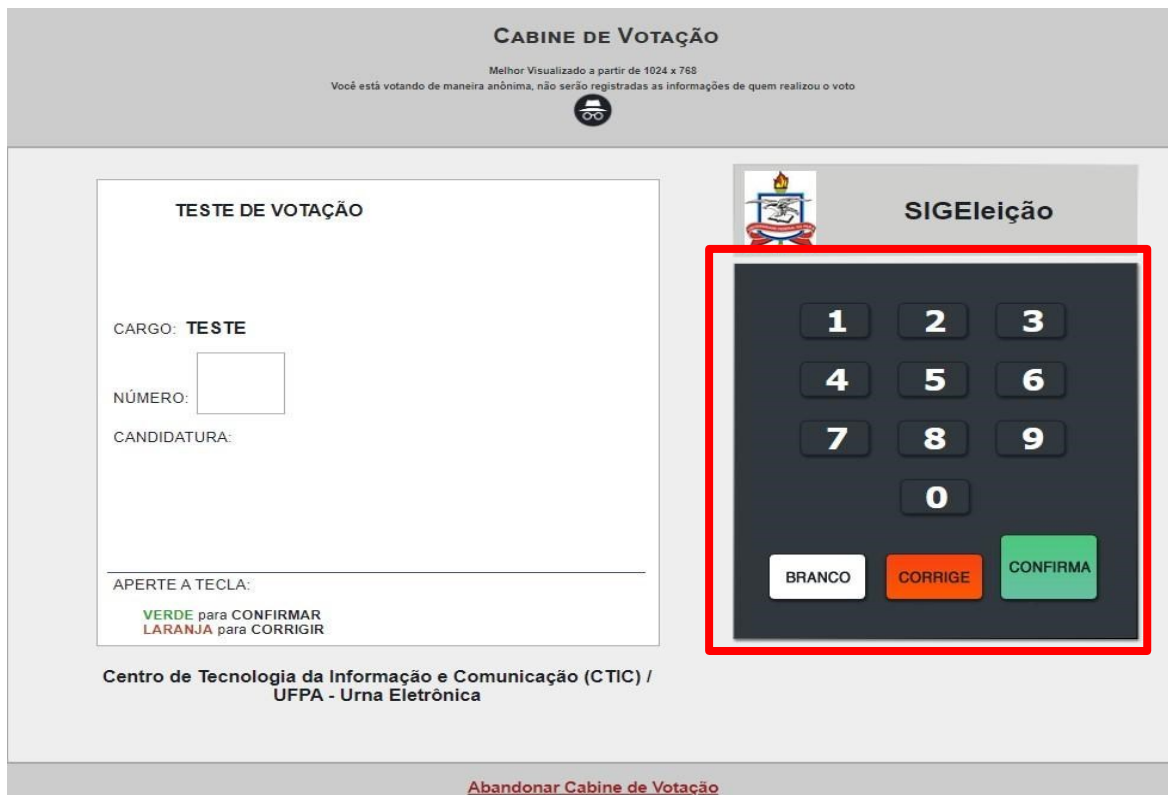 CABINE DE VOTAÇÃO
Melhor Visualizado a partir de 1024 x 768
Você está votando de maneira anônima, não serão registradas as informações de quem realizou o voto
TESTE DE VOTAÇÃO
CARGO: TESTE
NÚMERO:
CANDIDATURA:
APERTE A TECLA:
VERDE para CONFIRMAR
LARANJA para CORRIGIR
Centro de Tecnologia da Informação e Comunicação (CTIC) /
UFPA - Urna Eletrônica
SIGEleição
1 2 3
4 5 6
7 8 9
0
BRANCO CORRIGE CONFIRMA
Abandonar Cabine de Votação